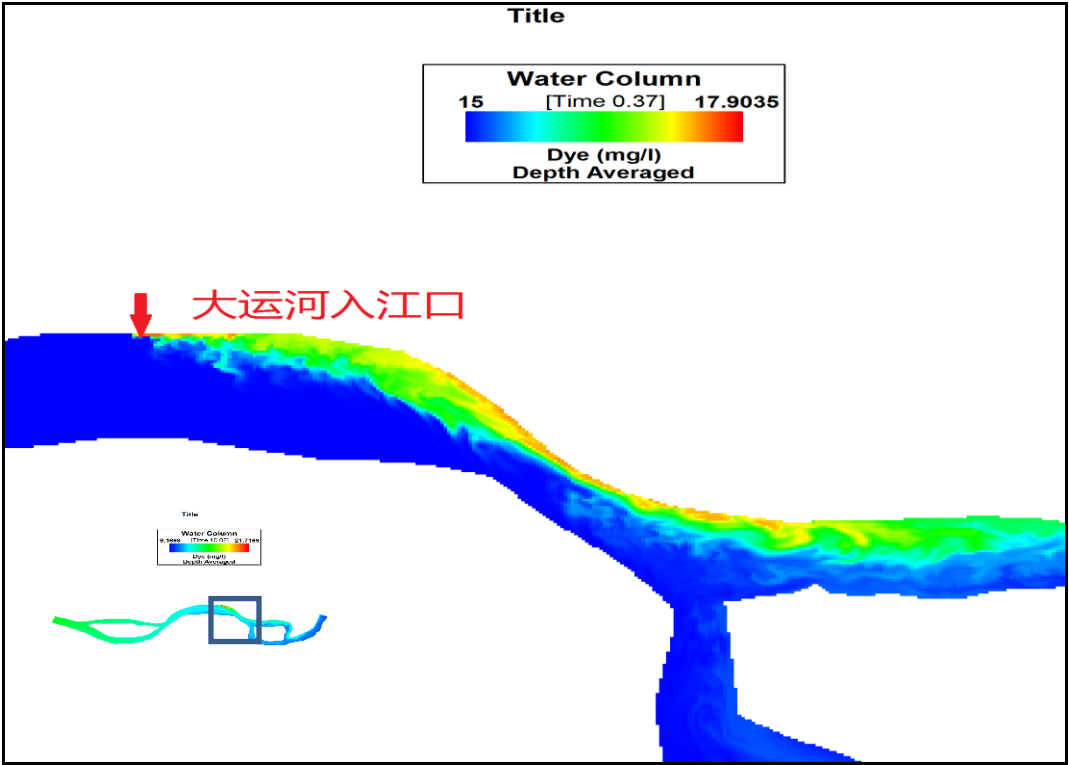 Title
Water Column
15 [Time 0.37] 17.9035
Dye (mg/l)
Depth Averaged
大运河入江口
Title
Water Column
Dye (mg/l)
Depth Averaged